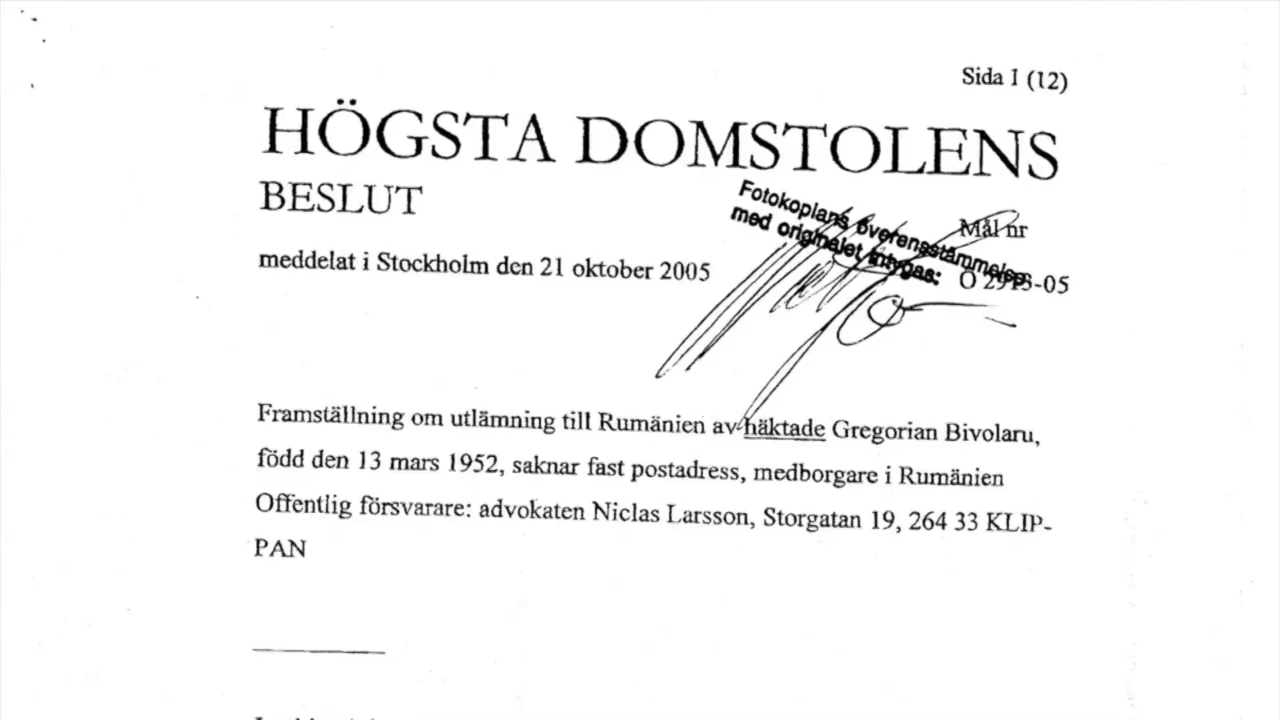 Sida 1 (12)
HÖGSTA DOMSTOLENS
BESLUT
Fotokopians överensstämmelse
med originalet intygas:
Mål nr
meddelat i Stockholm den 21 oktober 2005
Ö 2913-05
Framställning om utlämning till Rumänien av häktade Gregorian Bivolaru,
född den 13 mars 1952, saknar fast postadress, medborgare i Rumänien
Offentlig försvarare: advokaten Niclas Larsson, Storgatan 19, 264 33 KLIP-
PAN